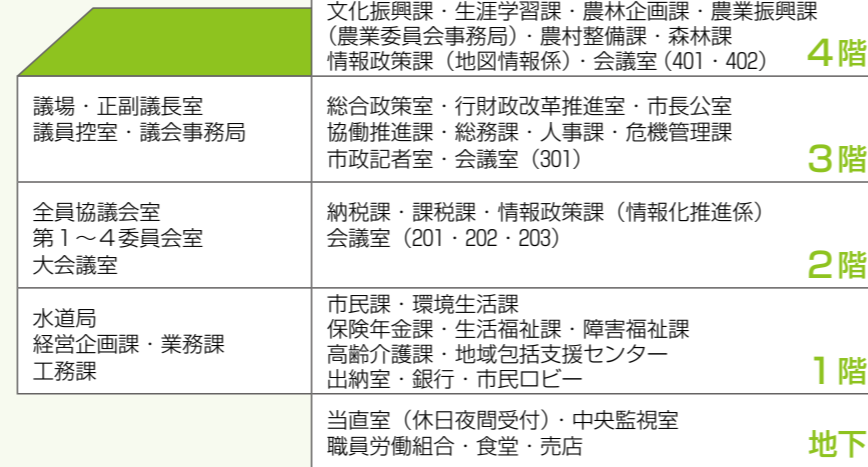 文化振興課・生涯学習課・農林企画課・農業振興課
（農業委員会事務局）・農村整備課・森林課
情報政策課（地図情報係）・会議室（401・402）
4階
議場・正副議長室
議員控室・議会事務局
総合政策室・行財政改革推進室・市長公室
協働推進課・総務課・人事課・危機管理課
市政記者室・会議室（301）
3階
全員協議会室
第１～４委員会室
大会議室
納税課・課税課・情報政策課（情報化推進係）
会議室（201・202・203）
2階
水道局
経営企画課・業務課
工務課
市民課・環境生活課
保険年金課・生活福祉課・障害福祉課
高齢介護課・地域包括支援センター
出納室・銀行・市民ロビー
1階
当直室（休日夜間受付）・中央監視室
職員労働組合・食堂・売店
地下